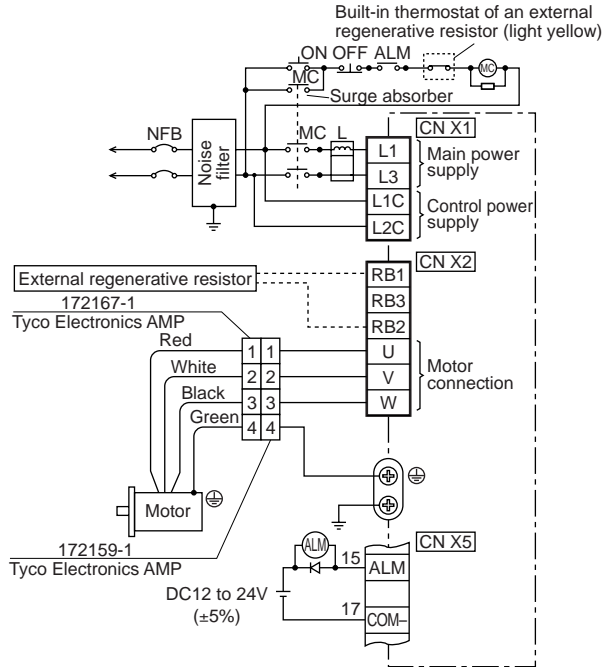 Built-in thermostat of an external
regenerative resistor (light yellow)
ON OFF ALM
MC
MC
Surge absorber
NFB
Noise
filter
MC L
CN X1
L1
L3
Main power
supply
L1C
L2C
Control power
supply
CN X2
External regenerative resistor
RB1
RB3
RB2
172167-1
Tyco Electronics AMP
Red
White
Black
Green
1 1
2 2
3 3
4 4
U
V
W
Motor
connection
Motor
172159-1
Tyco Electronics AMP
CN X5
ALM
15
ALM
DC12 to 24V
(±5%)
17
COM–